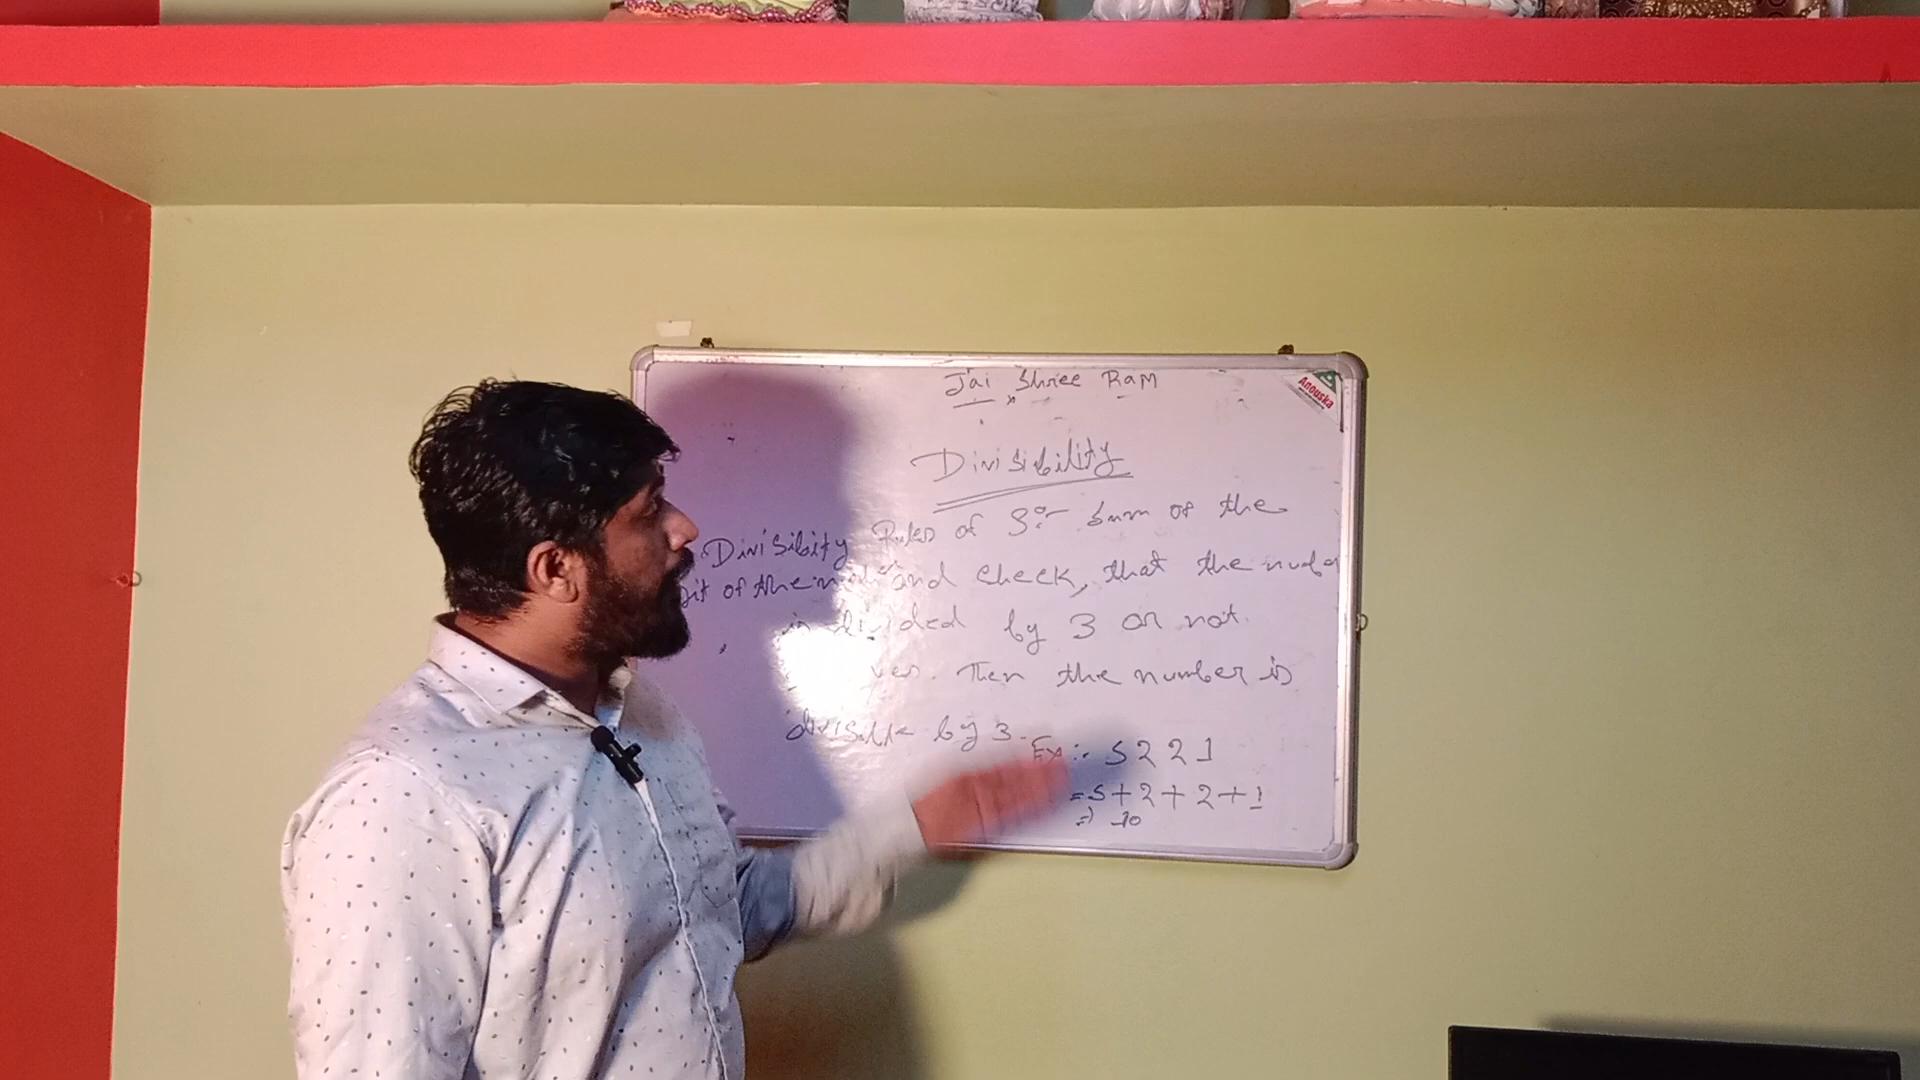 Jai Shree Ram
Anouska
Divisibility
Divisibility Rules of 3:- Sum of the
git of the and check, that the
is divided by 3 or not.
yes. Then the number is
divisible by 3.
Ex:- 5221
=5+2+2+1
=) 10